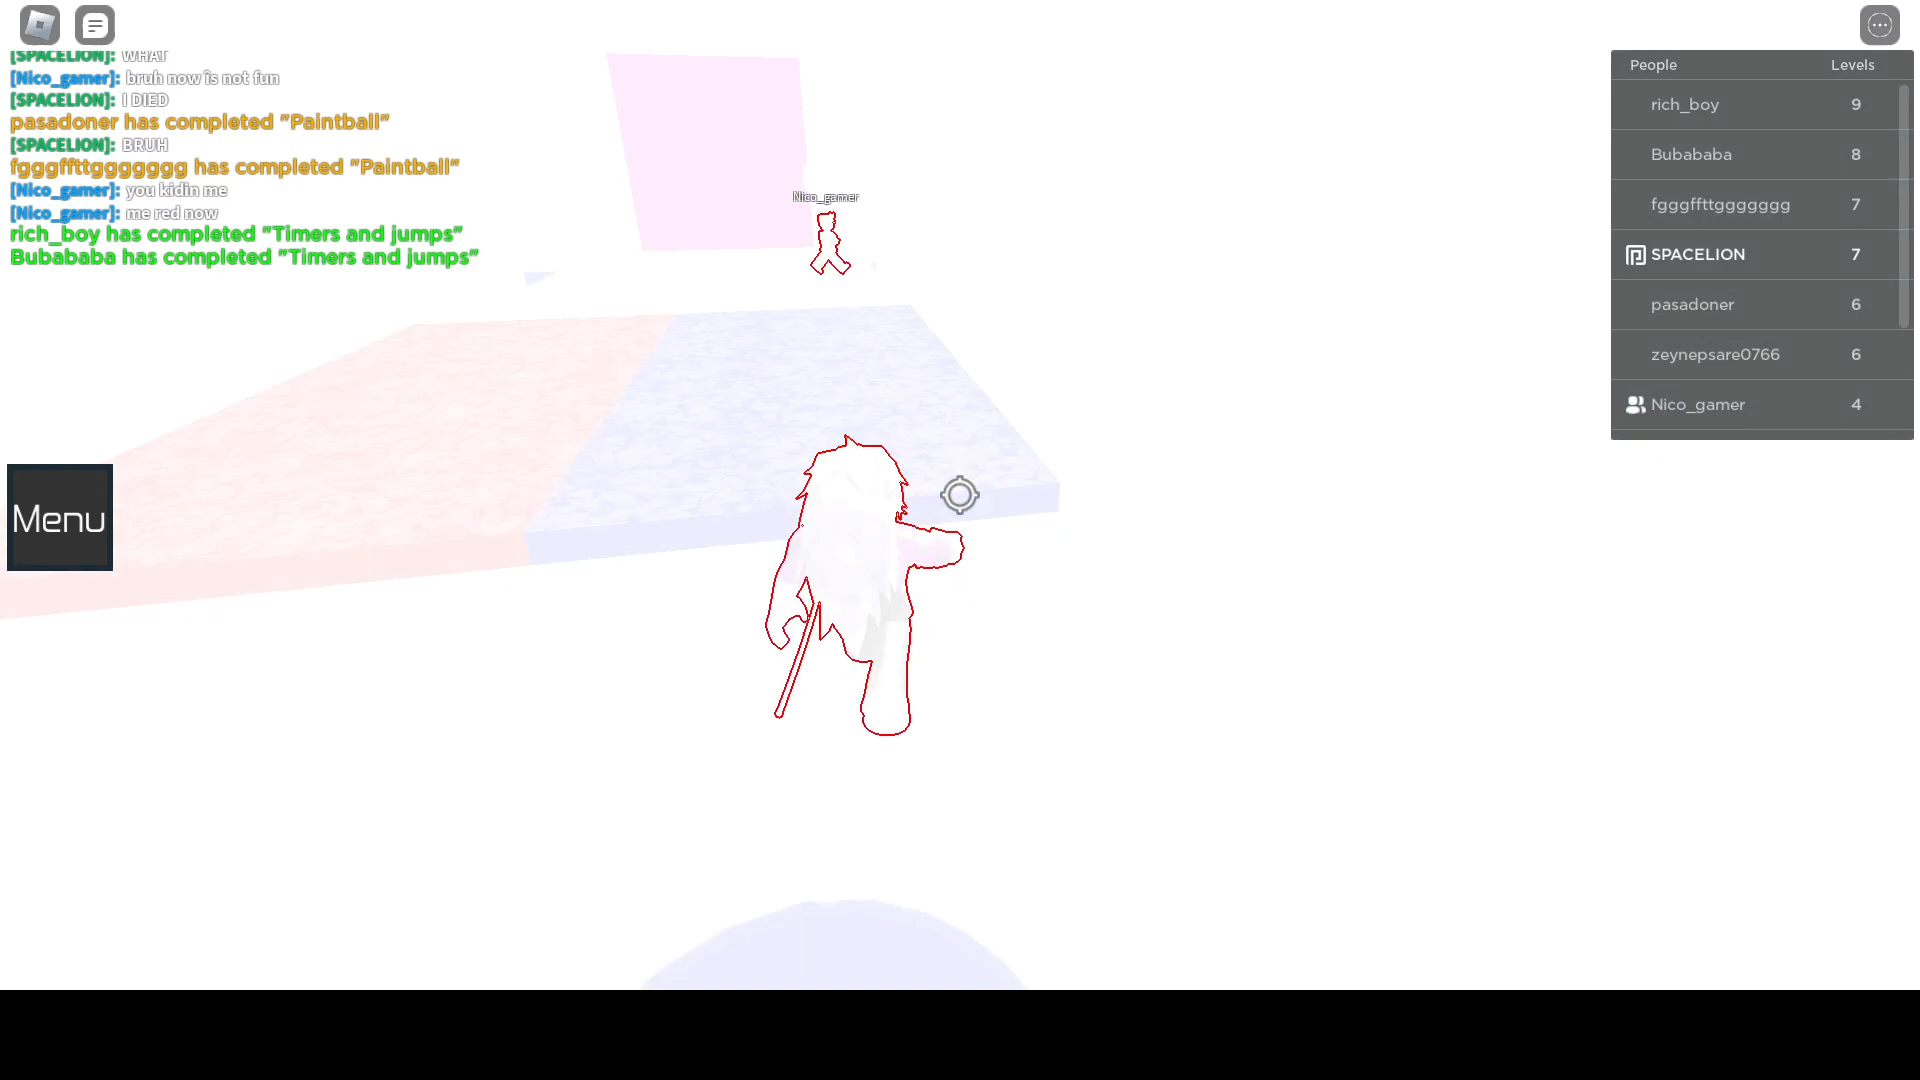 [SPACELION]: WHAT
[Nico_gamer]: bruh now is not fun
[SPACELION]: I DIED
pasadoner has completed "Paintball"
[SPACELION]: BRUH
fgggffttggggggg has completed "Paintball"
[Nico_gamer]: you kidin me
[Nico_gamer]: me red now
rich_boy has completed "Timers and jumps"
Bubababa has completed "Timers and jumps"
Nico_gamer
Menu
People Levels
rich_boy 9
Bubababa 8
fgggffttggggggg 7
SPACELION 7
pasadoner 6
zeynepsare0766 6
Nico_gamer 4